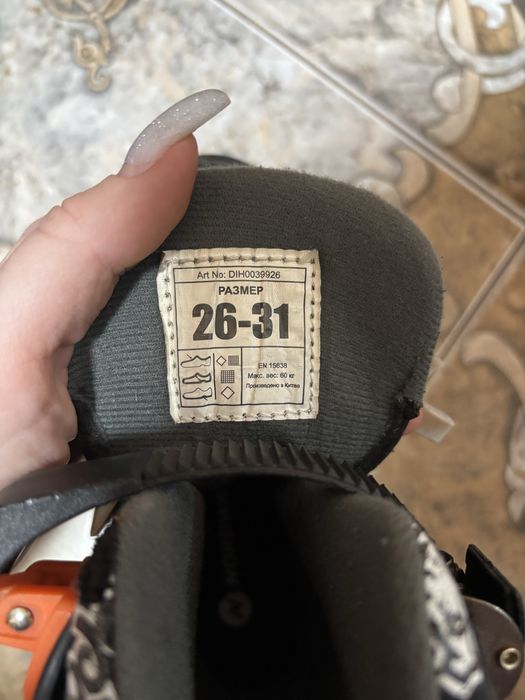 Art No: DIH0039926
РАЗМЕР
26-31
EN 15638
Макс. вес: 60 кг
Произведено в Китае